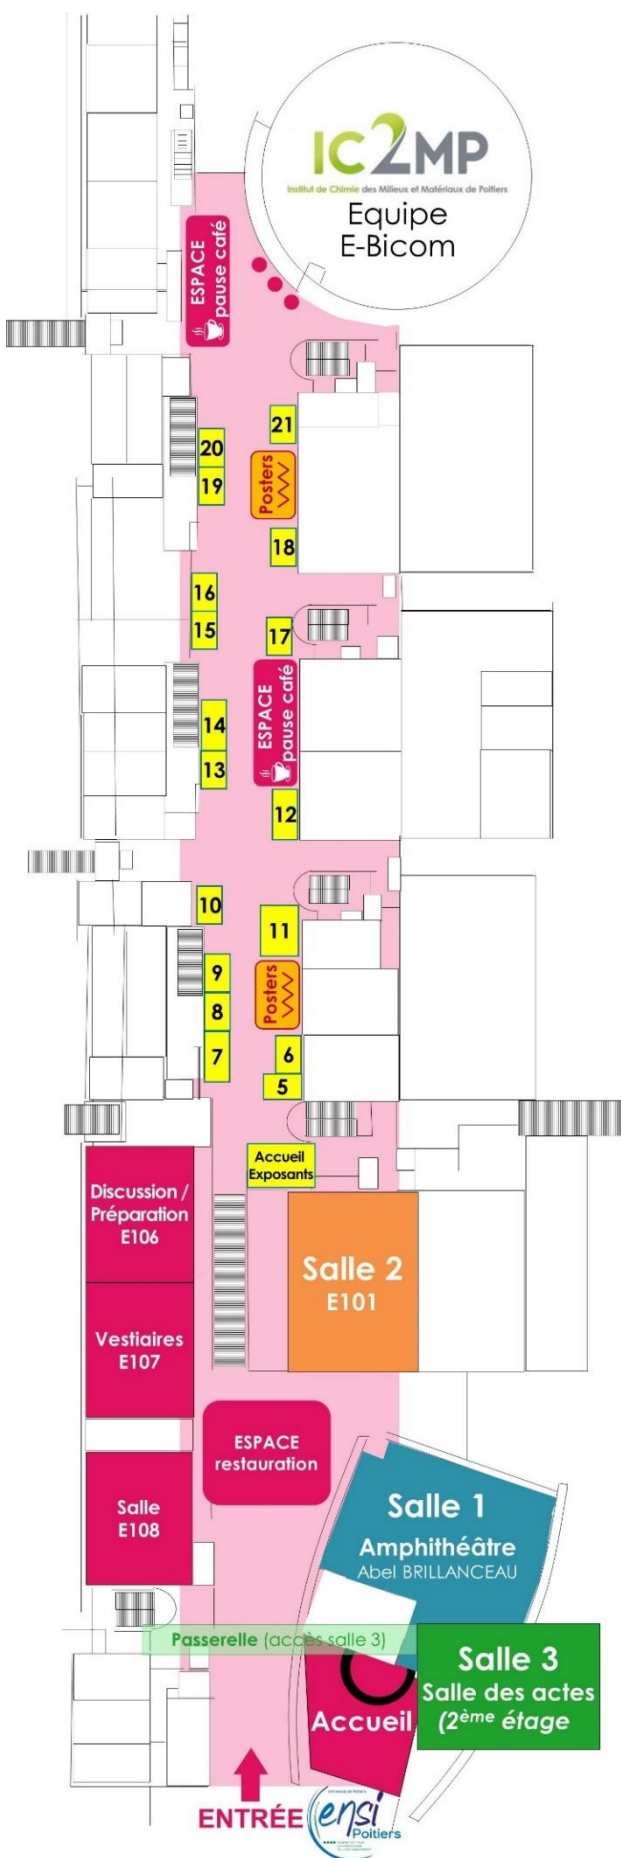 IC2MP
Institut de Chimie des Milieux et Matériaux de Poitiers
Equipe
E-Bicom
ESPACE
pause café
21
20
19
Posters
18
16
15
17
ESPACE
pause café
14
13
12
10
11
9
Posters
8
7
6
5
Accueil
Exposants
Discussion /
Préparation
E106
Salle 2
E101
Vestiaires
E107
ESPACE
restauration
Salle
E108
Salle 1
Amphithéâtre
Abel BRILLANCEAU
Passerelle (accès salle 3)
Salle 3
Salle des actes
(2ème étage
Accueil
ENTRÉE
ensi
Poitiers